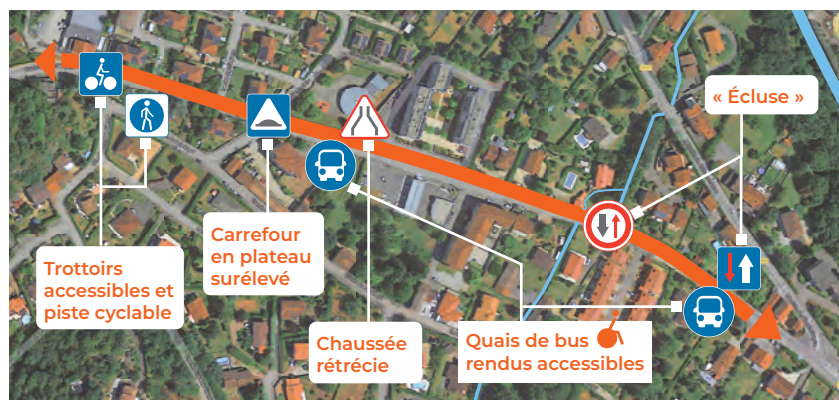 « Écluse »
Carrefour
en plateau
surélevé
Trottoirs
accessibles et
piste cyclable
Chaussée
rétrécie
Quais de bus
rendus accessibles